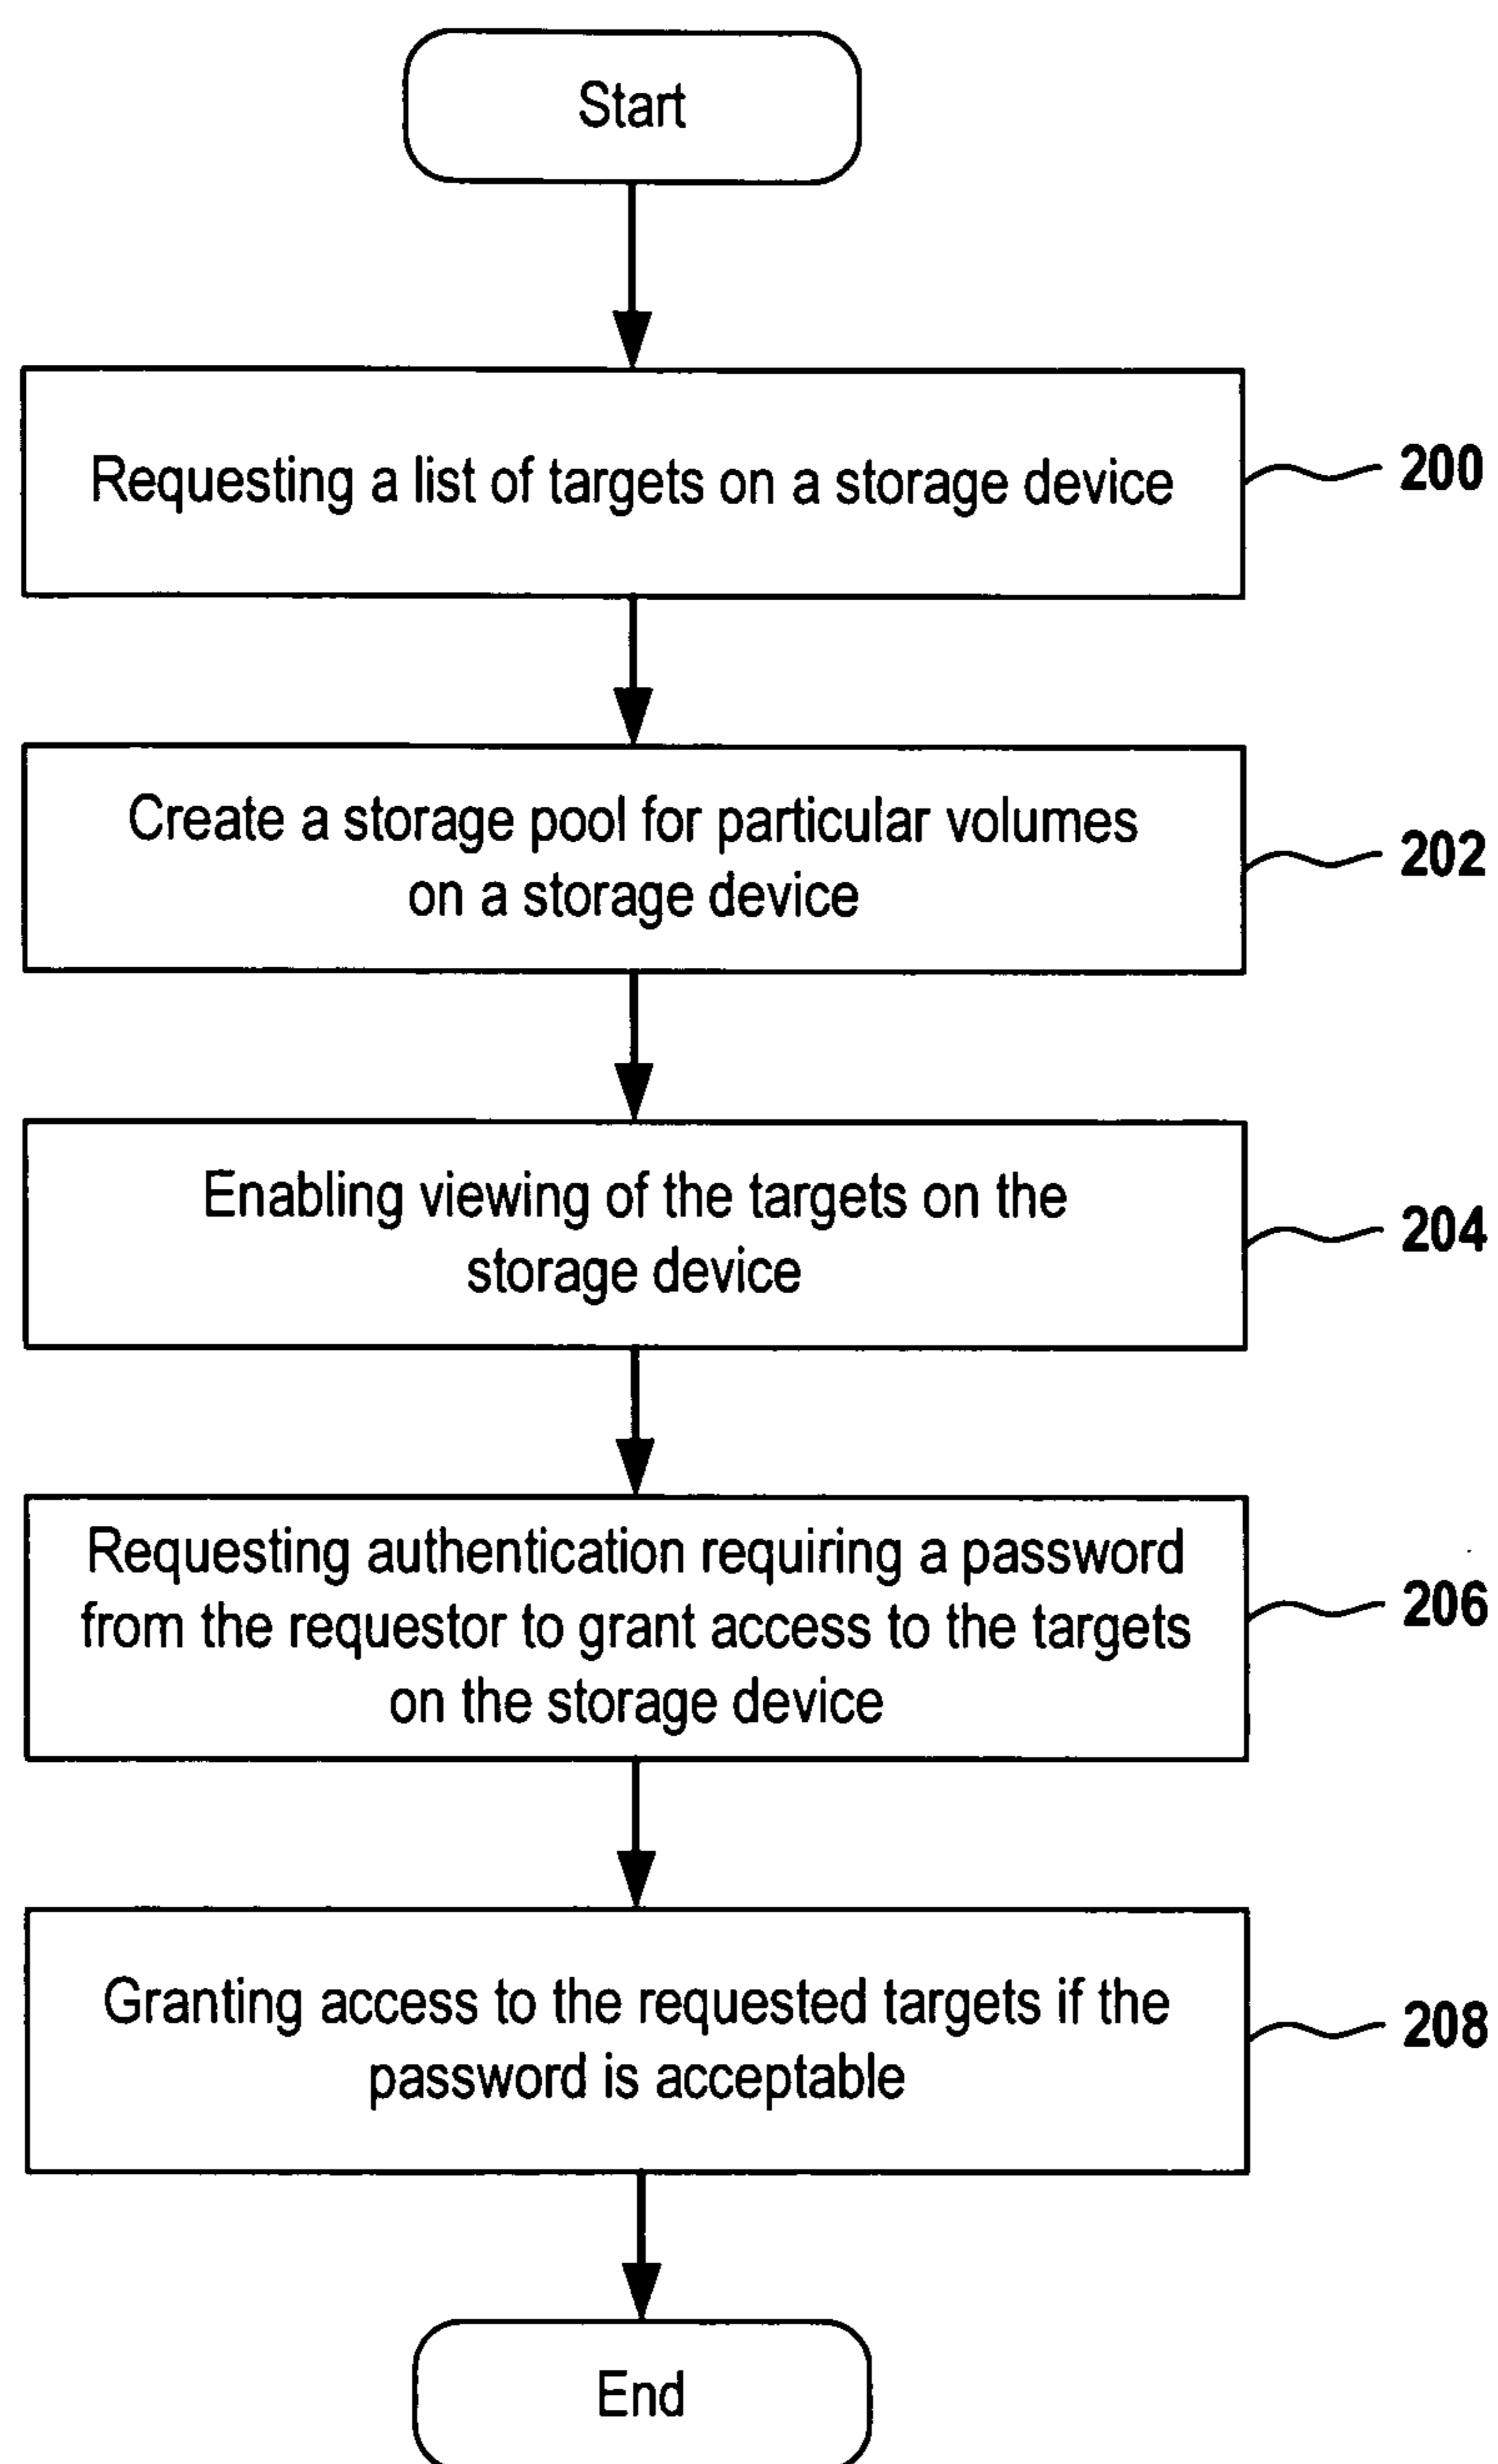 Start
Requesting a list of targets on a storage device
200
Create a storage pool for particular volumes
on a storage device
202
Enabling viewing of the targets on the
storage device
204
Requesting authentication requiring a password
from the requestor to grant access to the targets
on the storage device
206
Granting access to the requested targets if the
password is acceptable
208
End